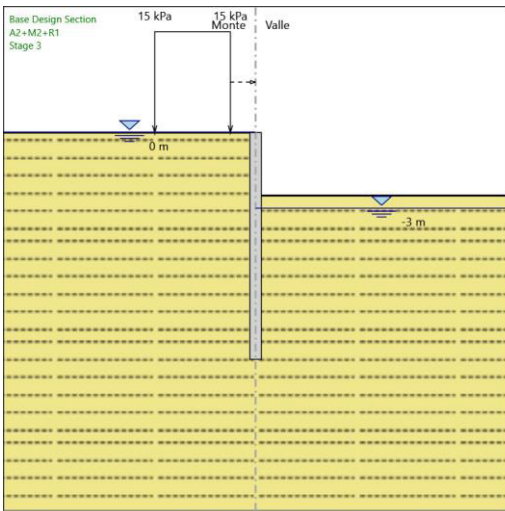 Base Design Section
A2+M2+R1
Stage 3
15 kPa
15 kPa
Monte
Valle
0 m
-3 m